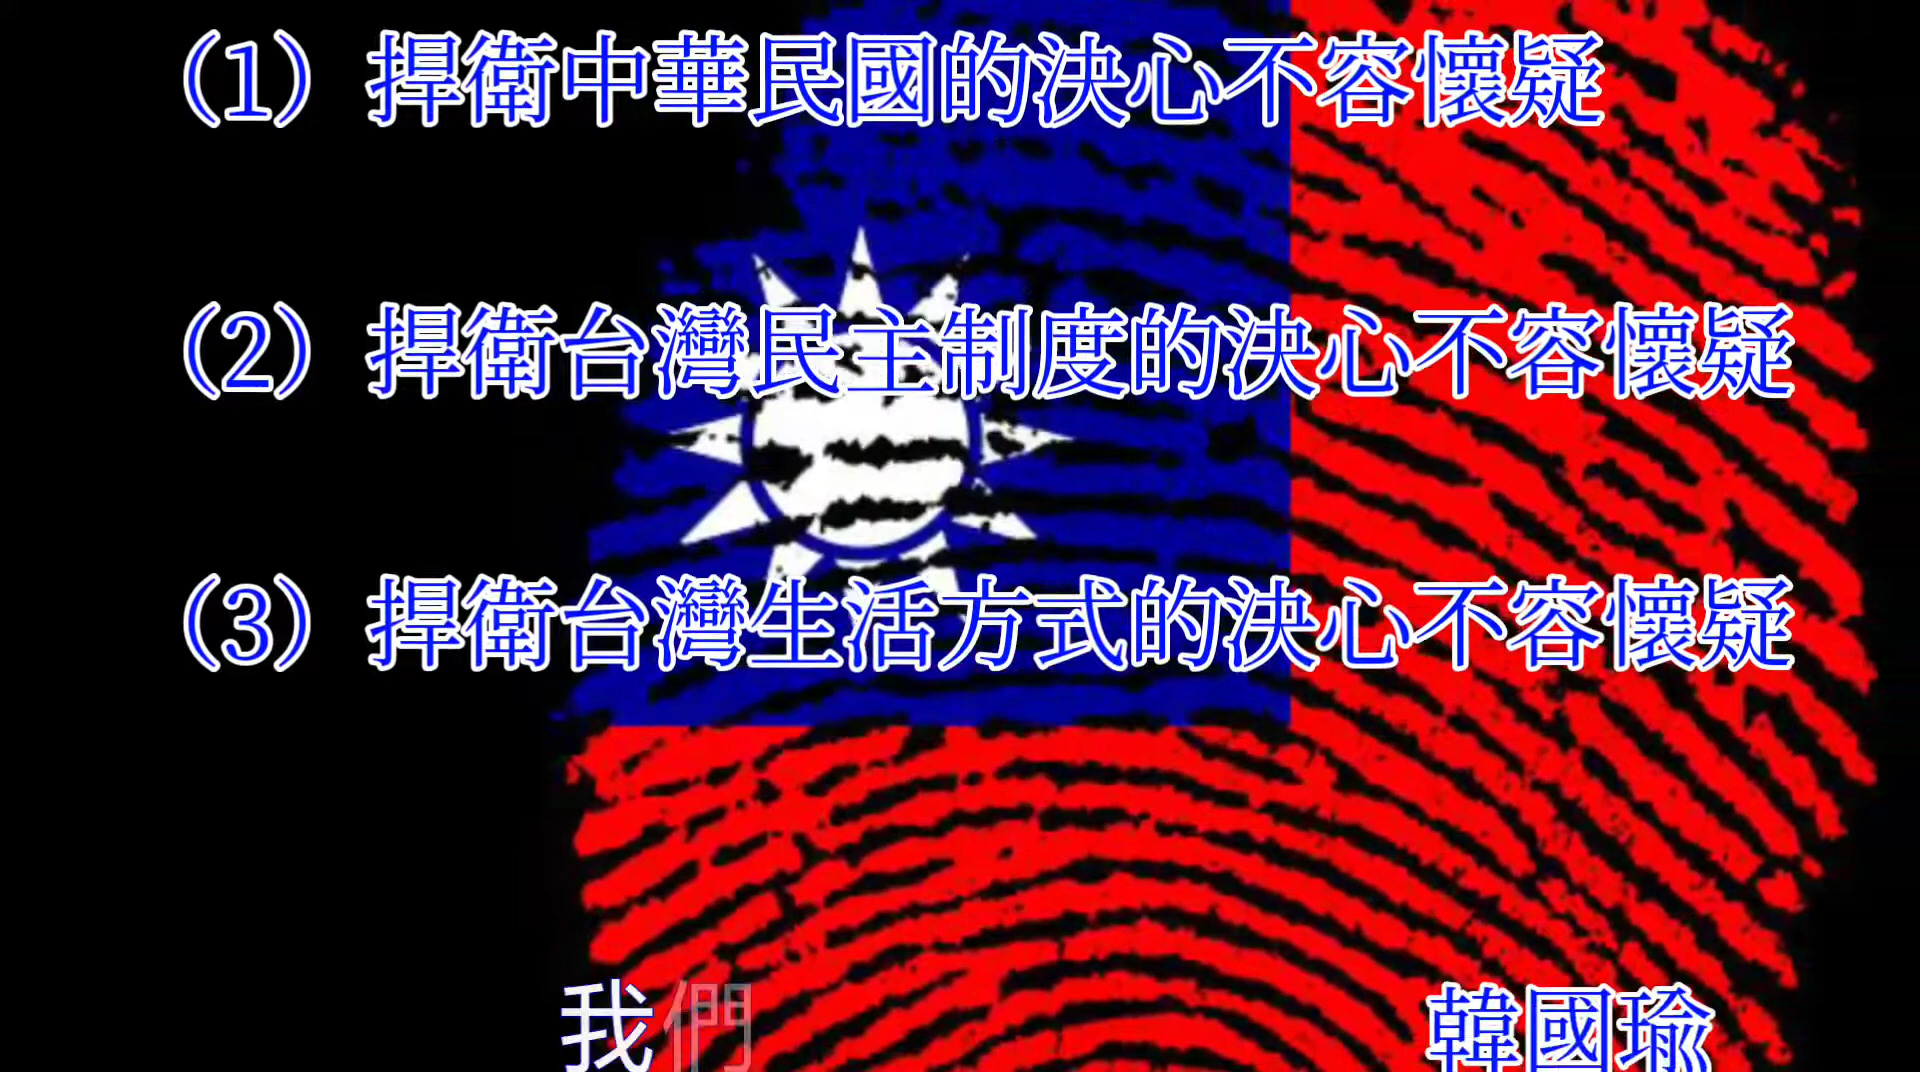 （1）捍衛中華民國的決心不容懷疑
（2）捍衛台灣民主制度的決心不容懷疑
（3）捍衛台灣生活方式的決心不容懷疑
我們
韓國瑜